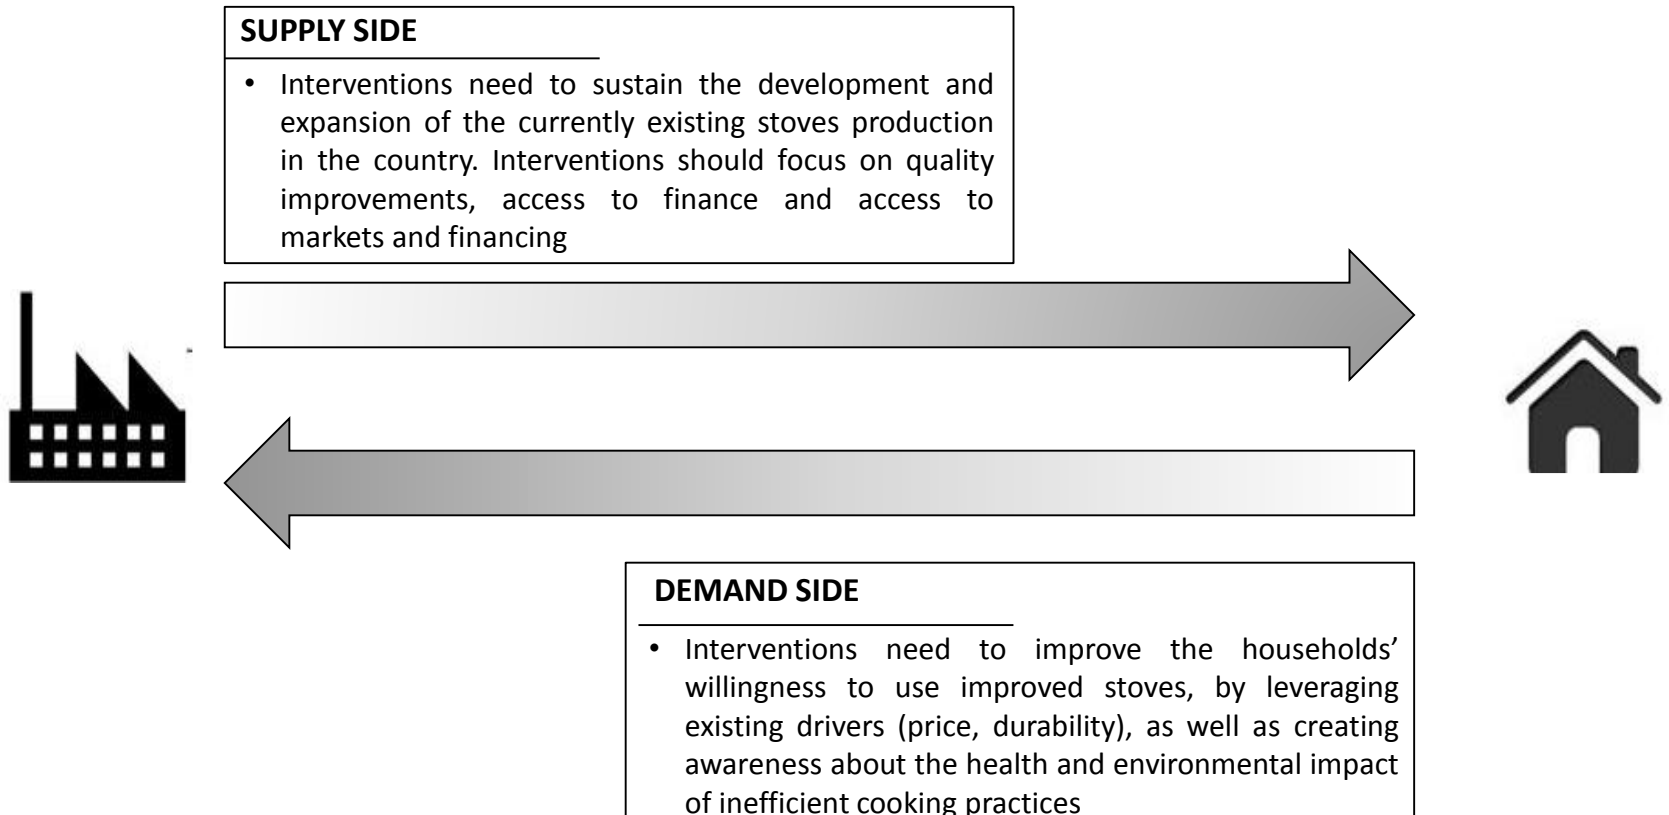 SUPPLY SIDE
• Interventions need to sustain the development and
expansion of the currently existing stoves production
in the country. Interventions should focus on quality
improvements, access to finance and access to
markets and financing
DEMAND SIDE
• Interventions need to improve the households’
willingness to use improved stoves, by leveraging
existing drivers (price, durability), as well as creating
awareness about the health and environmental impact
of inefficient cooking practices